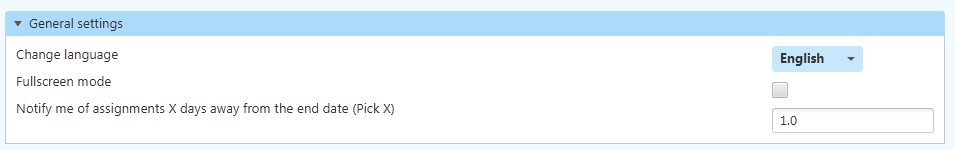 General settings
Change language
English
Fullscreen mode
Notify me of assignments X days away from the end date (Pick X)
1.0